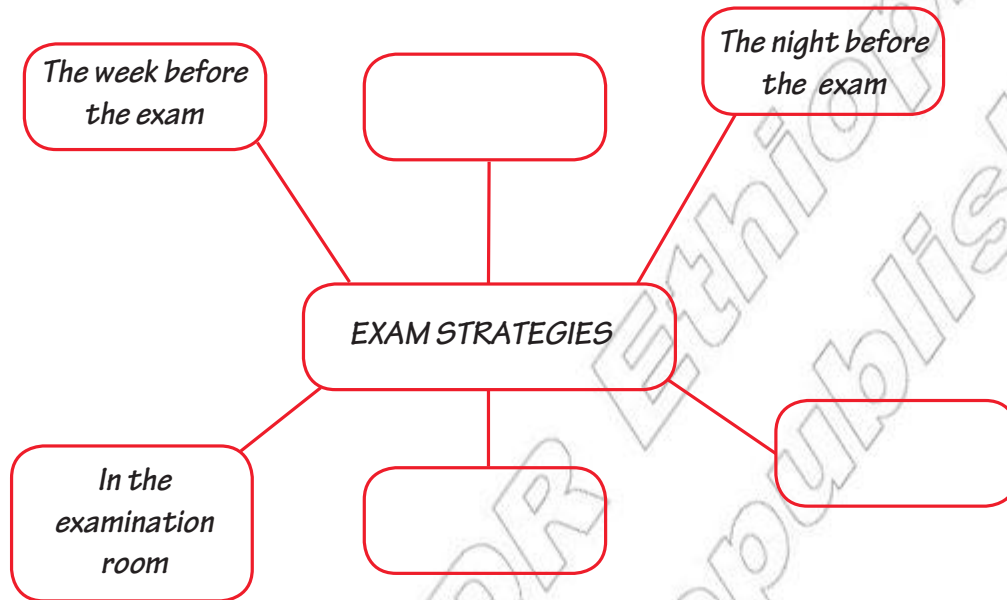 The week before
the exam
The night before
the exam
EXAM STRATEGIES
In the
examination
room